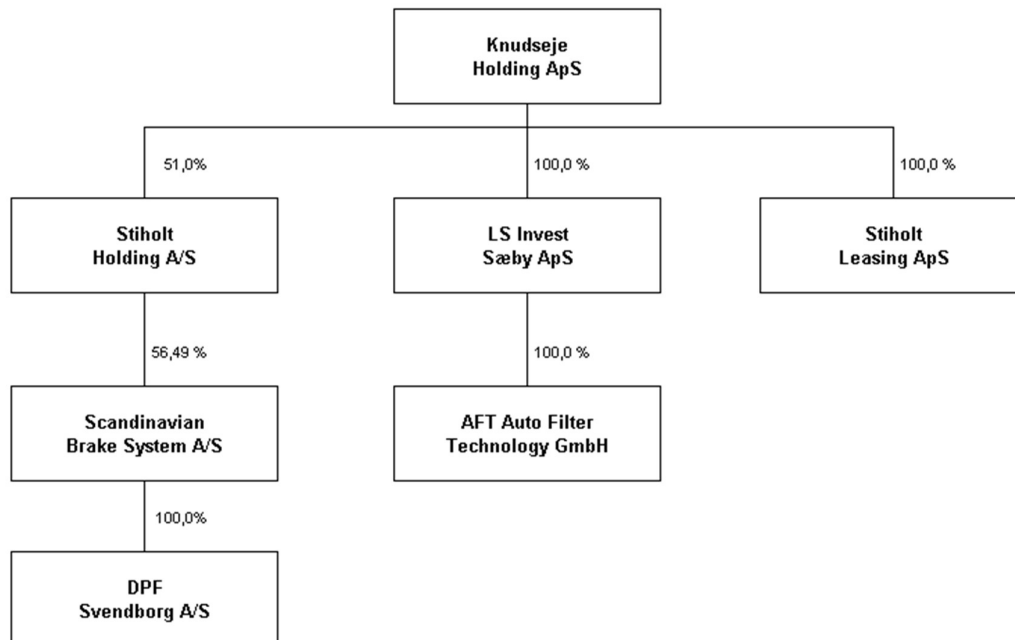 Knudseje
Holding ApS
51,0%
100,0 %
100,0 %
Stiholt
Holding A/S
LS Invest
Sæby ApS
Stiholt
Leasing ApS
56,49 %
100,0 %
Scandinavian
Brake System A/S
AFT Auto Filter
Technology GmbH
100,0%
DPF
Svendborg A/S